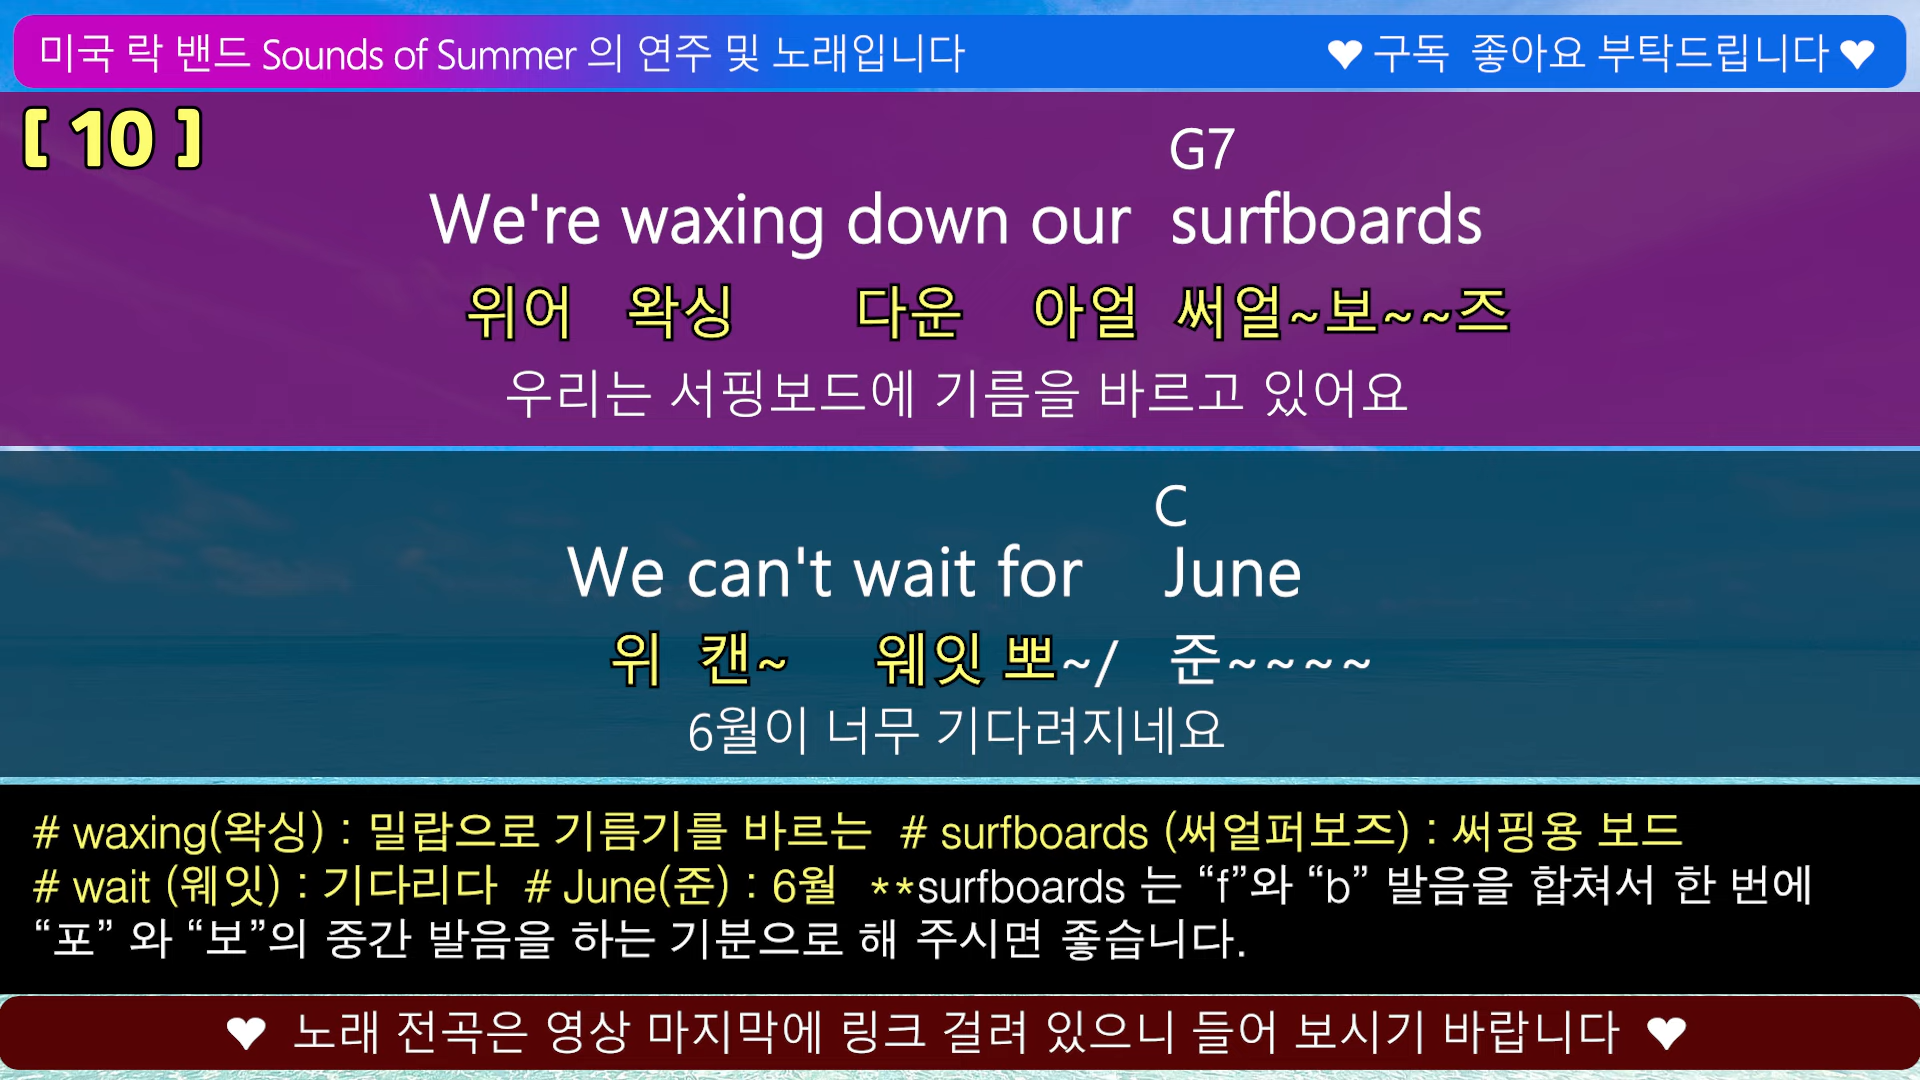 미국 락 밴드 Sounds of Summer 의 연주 및 노래입니다
♥ 구독 좋아요 부탁드립니다 ♥
[ 10 ]
G7
We're waxing down our surfboards
위어 왁싱 다운 아얼 써얼~보~~즈
우리는 서핑보드에 기름을 바르고 있어요
C
We can't wait for June
위 캔~ 웨잇 뽀~/ 준~~~~
6월이 너무 기다려지네요
# waxing(왁싱) : 밀랍으로 기름기를 바르는 # surfboards (써얼퍼보즈) : 써핑용 보드
# wait (웨잇) : 기다리다 # June(준) : 6월 **surfboards 는 “f”와 “b” 발음을 합쳐서 한 번에
“포” 와 “보”의 중간 발음을 하는 기분으로 해 주시면 좋습니다.
♥ 노래 전곡은 영상 마지막에 링크 걸려 있으니 들어 보시기 바랍니다 ♥